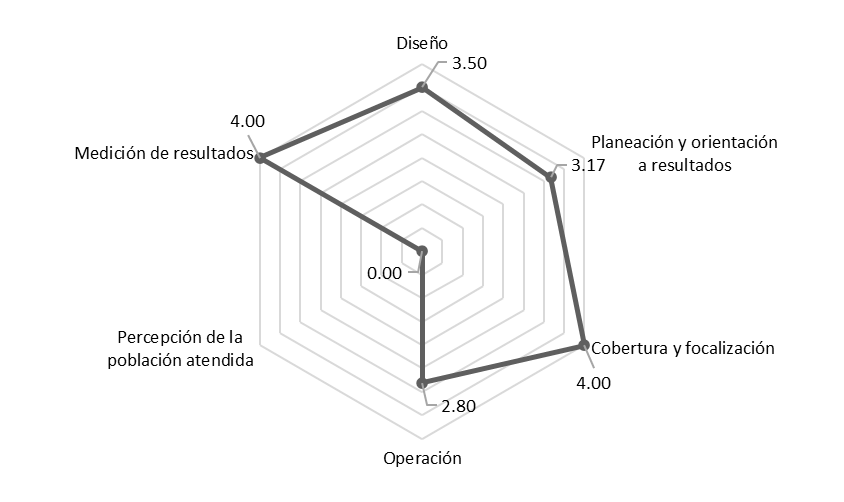 Diseño
3.50
4.00
Planeación y orientación
a resultados
Medición de resultados
3.17
0.00
Percepción de la
población atendida
Cobertura y focalización
4.00
2.80
Operación